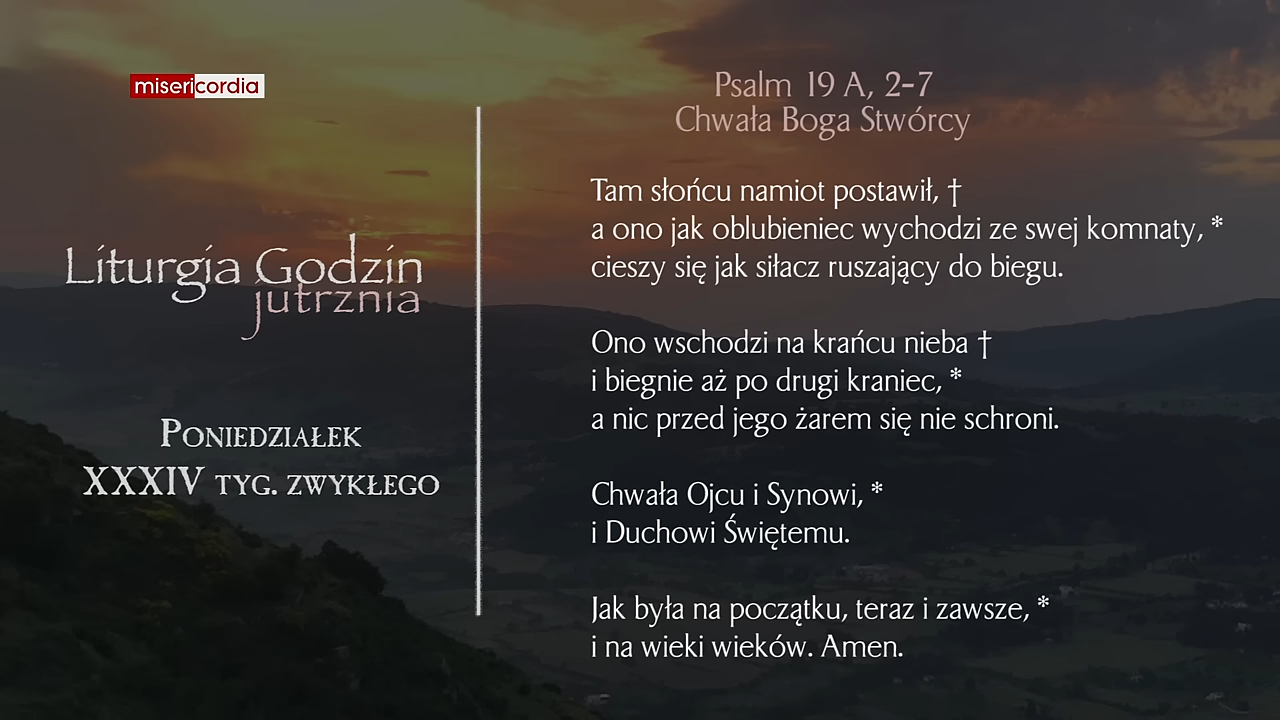 misericordia
Liturgia Godzin
jutrznia
Poniedziałek
XXXIV tyg. zwykłego
Psalm 19 A, 2-7
Chwała Boga Stwórcy
Tam słońcu namiot postawił, †
a ono jak oblubieniec wychodzi ze swej komnaty, *
cieszy się jak siłacz ruszający do biegu.
Ono wschodzi na krańcu nieba †
i biegnie aż po drugi kraniec, *
a nic przed jego żarem się nie schroni.
Chwała Ojcu i Synowi, *
i Duchowi Świętemu.
Jak była na początku, teraz i zawsze, *
i na wieki wieków. Amen.